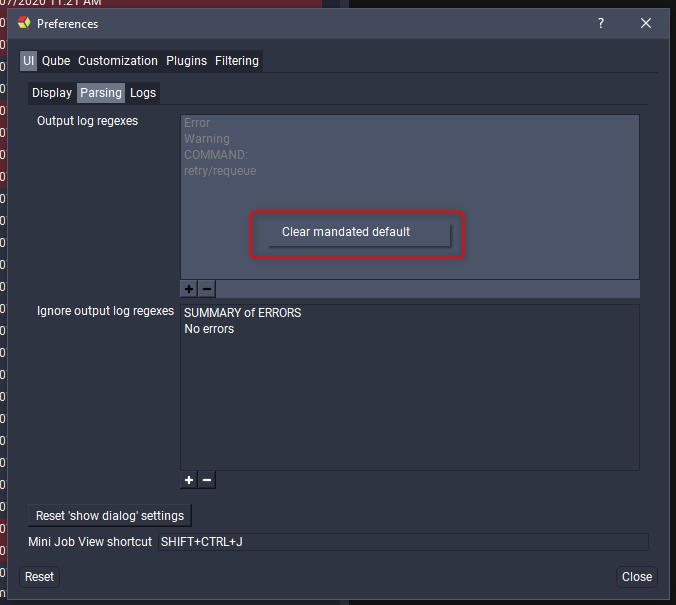 07/2020 11:21 AM
Preferences
?
UI Qube Customization Plugins Filtering
Display Parsing Logs
Output log regexes
Error
Warning
COMMAND:
retry/requeue
Clear mandated default
Ignore output log regexes
SUMMARY of ERRORS
No errors
Reset 'show dialog' settings
Mini Job View shortcut SHIFT+CTRL+J
Reset
Close